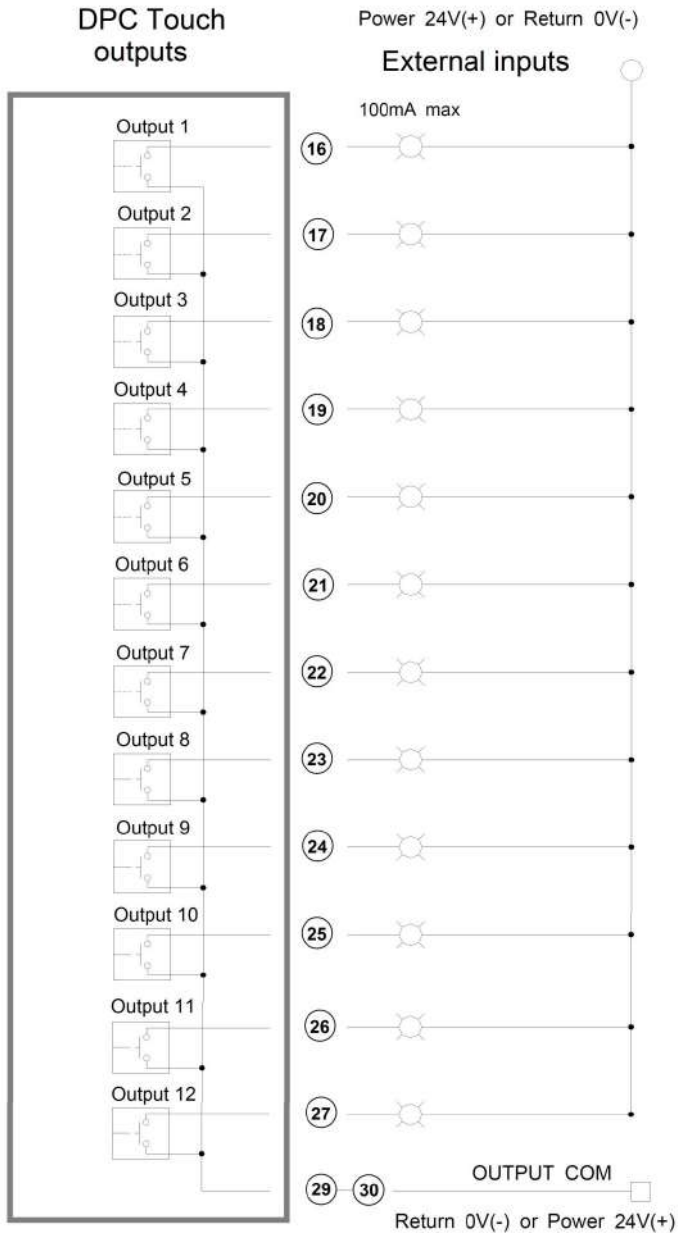 DPC Touch
outputs
Power 24V(+) or Return 0V(-)
External inputs
100mA max
Output 1
16
Output 2
17
Output 3
18
Output 4
19
Output 5
20
Output 6
21
Output 7
22
Output 8
23
Output 9
24
Output 10
25
Output 11
26
Output 12
27
29 30 OUTPUT COM
Return 0V(-) or Power 24V(+)